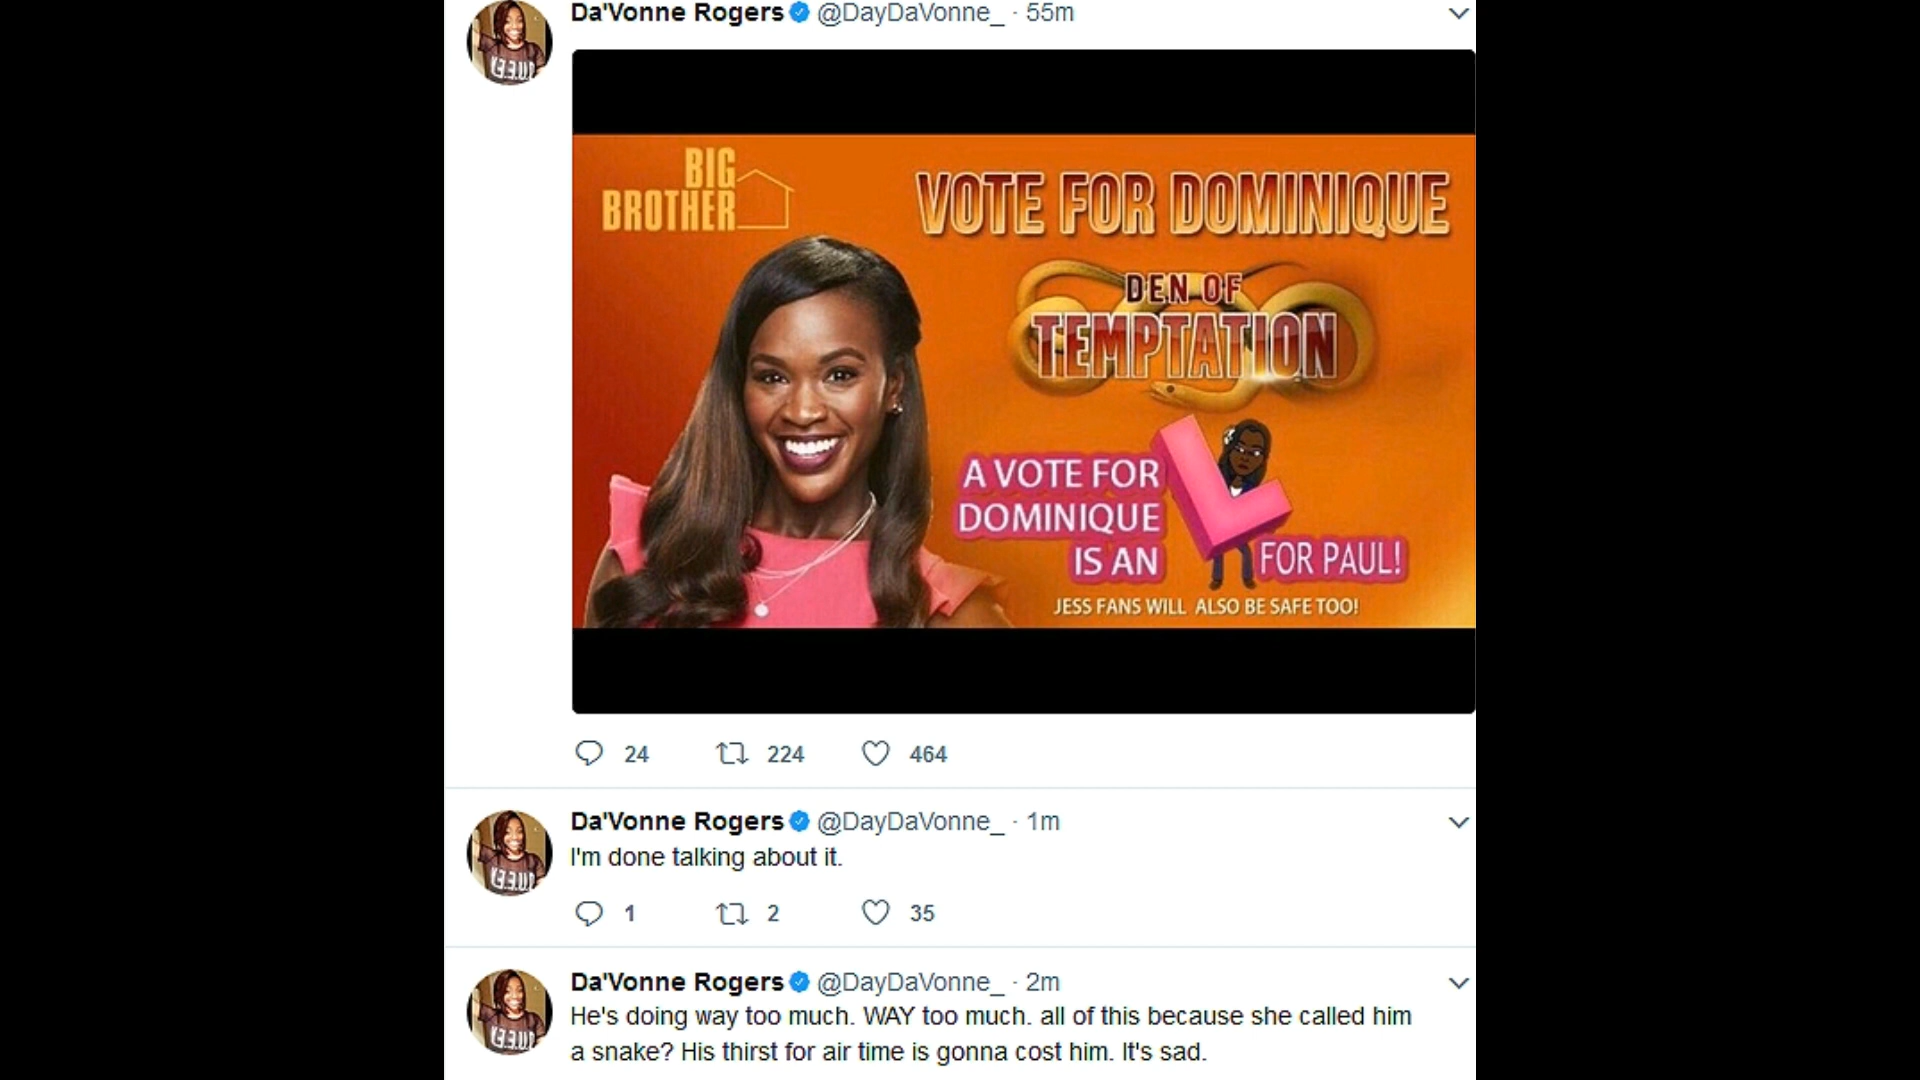 Da'Vonne Rogers @DayDaVonne_ · 55m
BIG
BROTHER
VOTE FOR DOMINIQUE
DEN OF
TEMPTATION
A VOTE FOR
DOMINIQUE
IS AN L FOR PAUL!
JESS FANS WILL ALSO BE SAFE TOO!
24 224 464
Da'Vonne Rogers @DayDaVonne_ · 1m
I'm done talking about it.
1 2 35
Da'Vonne Rogers @DayDaVonne_ · 2m
He's doing way too much. WAY too much. all of this because she called him
a snake? His thirst for air time is gonna cost him. It's sad.